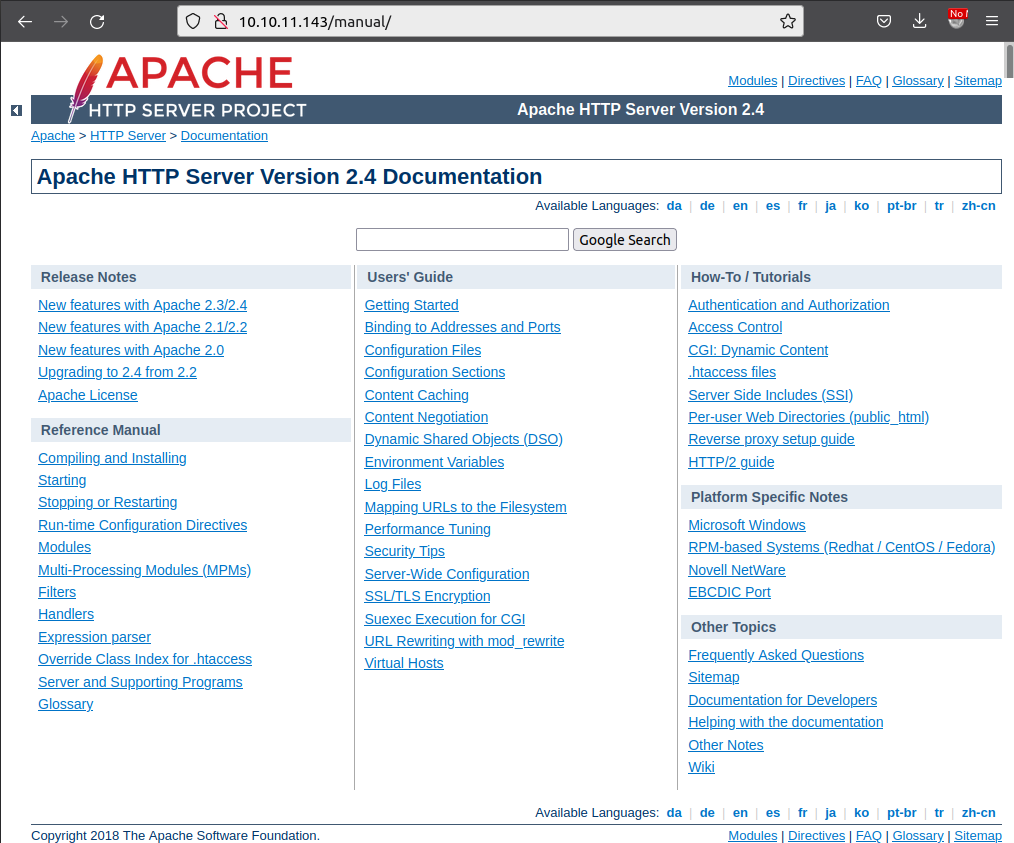 10.10.11.143/manual/
No
APACHE
HTTP SERVER PROJECT
Modules | Directives | FAQ | Glossary | Sitemap
Apache HTTP Server Version 2.4
Apache > HTTP Server > Documentation
Apache HTTP Server Version 2.4 Documentation
Available Languages: da | de | en | es | fr | ja | ko | pt-br | tr | zh-cn
Google Search
Release Notes
New features with Apache 2.3/2.4
New features with Apache 2.1/2.2
New features with Apache 2.0
Upgrading to 2.4 from 2.2
Apache License
Reference Manual
Compiling and Installing
Starting
Stopping or Restarting
Run-time Configuration Directives
Modules
Multi-Processing Modules (MPMs)
Filters
Handlers
Expression parser
Override Class Index for .htaccess
Server and Supporting Programs
Glossary
Users' Guide
Getting Started
Binding to Addresses and Ports
Configuration Files
Configuration Sections
Content Caching
Content Negotiation
Dynamic Shared Objects (DSO)
Environment Variables
Log Files
Mapping URLs to the Filesystem
Performance Tuning
Security Tips
Server-Wide Configuration
SSL/TLS Encryption
Suexec Execution for CGI
URL Rewriting with mod_rewrite
Virtual Hosts
How-To / Tutorials
Authentication and Authorization
Access Control
CGI: Dynamic Content
.htaccess files
Server Side Includes (SSI)
Per-user Web Directories (public_html)
Reverse proxy setup guide
HTTP/2 guide
Platform Specific Notes
Microsoft Windows
RPM-based Systems (Redhat / CentOS / Fedora)
Novell NetWare
EBCDIC Port
Other Topics
Frequently Asked Questions
Sitemap
Documentation for Developers
Helping with the documentation
Other Notes
Wiki
Available Languages: da | de | en | es | fr | ja | ko | pt-br | tr | zh-cn
Copyright 2018 The Apache Software Foundation.
Modules | Directives | FAQ | Glossary | Sitemap